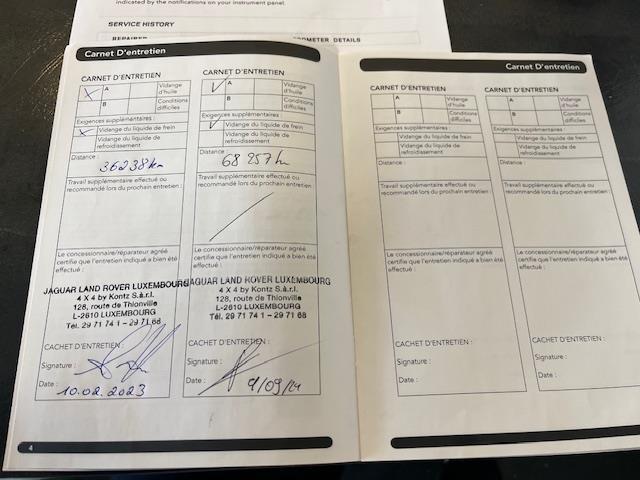 indicated by the notifications on your instrument panel.
SERVICE HISTORY
REPAIRER
ODOMETER DETAILS
Carnet D'entretien
CARNET D'ENTRETIEN
X A Vidange d'huile
B Conditions difficiles
Exigences supplémentaires :
X Vidange du liquide de frein
Vidange du liquide de refroidissement
Distance :
36238km
Travail supplémentaire effectué ou
recommandé lors du prochain entretien :
Le concessionnaire/réparateur agréé
certifie que l'entretien indiqué a bien été
effectué :
JAGUAR LAND ROVER LUXEMBOURG
4 X 4 by Kontz S.à.r.l.
128, route de Thionville
L-2610 LUXEMBOURG
Tél. 29 71 74 1 – 29 71 68
CACHET D'ENTRETIEN :
Signature :
Date :
10.02.2023
CARNET D'ENTRETIEN
A Vidange d'huile
B Conditions difficiles
Exigences supplémentaires :
Vidange du liquide de frein
Vidange du liquide de refroidissement
Distance :
68 257 km
Travail supplémentaire effectué ou
recommandé lors du prochain entretien :
Le concessionnaire/réparateur agréé
certifie que l'entretien indiqué a bien été
effectué :
JAGUAR LAND ROVER LUXEMBOURG
4 X 4 by Kontz S.à.r.l.
128, route de Thionville
L-2610 LUXEMBOURG
Tél. 29 71 74 1 – 29 71 68
CACHET D'ENTRETIEN :
Signature :
Date :
9/09/24
4
Carnet D'entretien
CARNET D'ENTRETIEN
A Vidange d'huile
B Conditions difficiles
Exigences supplémentaires :
Vidange du liquide de frein
Vidange du liquide de
refroidissement
Distance :
Travail supplémentaire effectué ou
recommandé lors du prochain entretien :
Le concessionnaire/réparateur agréé
certifie que l'entretien indiqué a bien été
effectué :
CACHET D'ENTRETIEN :
Signature :
Date :
CARNET D'ENTRETIEN
A Vidange d'huile
B Conditions difficiles
Exigences supplémentaires :
Vidange du liquide de frein
Vidange du liquide de
refroidissement
Distance :
Travail supplémentaire effectué ou
recommandé lors du prochain entretien :
Le concessionnaire/réparateur agréé
certifie que l'entretien indiqué a bien été
effectué :
CACHET D'ENTRETIEN :
Signature :
Date :